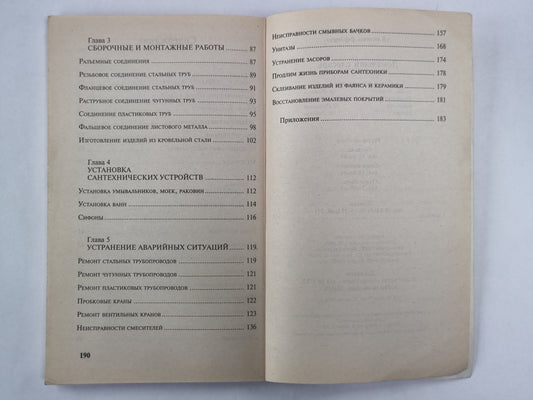 Глава 3
СБОРОЧНЫЕ И МОНТАЖНЫЕ РАБОТЫ ... 87
Разъемные соединения ... 87
Резьбовое соединение стальных труб ... 89
Фланцевое соединение стальных труб ... 91
Раструбное соединение чугунных труб ... 93
Соединение пластиковых труб ... 95
Фальцевое соединение листового металла ... 98
Изготовление изделий из кровельной стали ... 102
Глава 4
УСТАНОВКА
САНТЕХНИЧЕСКИХ УСТРОЙСТВ ... 112
Установка умывальников, моек, раковин ... 112
Установка ванн ... 114
Сифоны ... 116
Глава 5
УСТРАНЕНИЕ АВАРИЙНЫХ СИТУАЦИЙ ... 119
Ремонт стальных трубопроводов ... 119
Ремонт чугунных трубопроводов ... 121
Ремонт пластиковых трубопроводов ... 121
Пробковые краны ... 122
Ремонт вентильных кранов ... 123
Неисправности смесителей ... 136
190
Неисправности смывных бачков ... 157
Унитазы ... 168
Устранение засоров ... 174
Продлим жизнь приборам сантехники ... 178
Склеивание изделий из фаянса и керамики ... 179
Восстановление эмалевых покрытий ... 181
Приложения ... 183